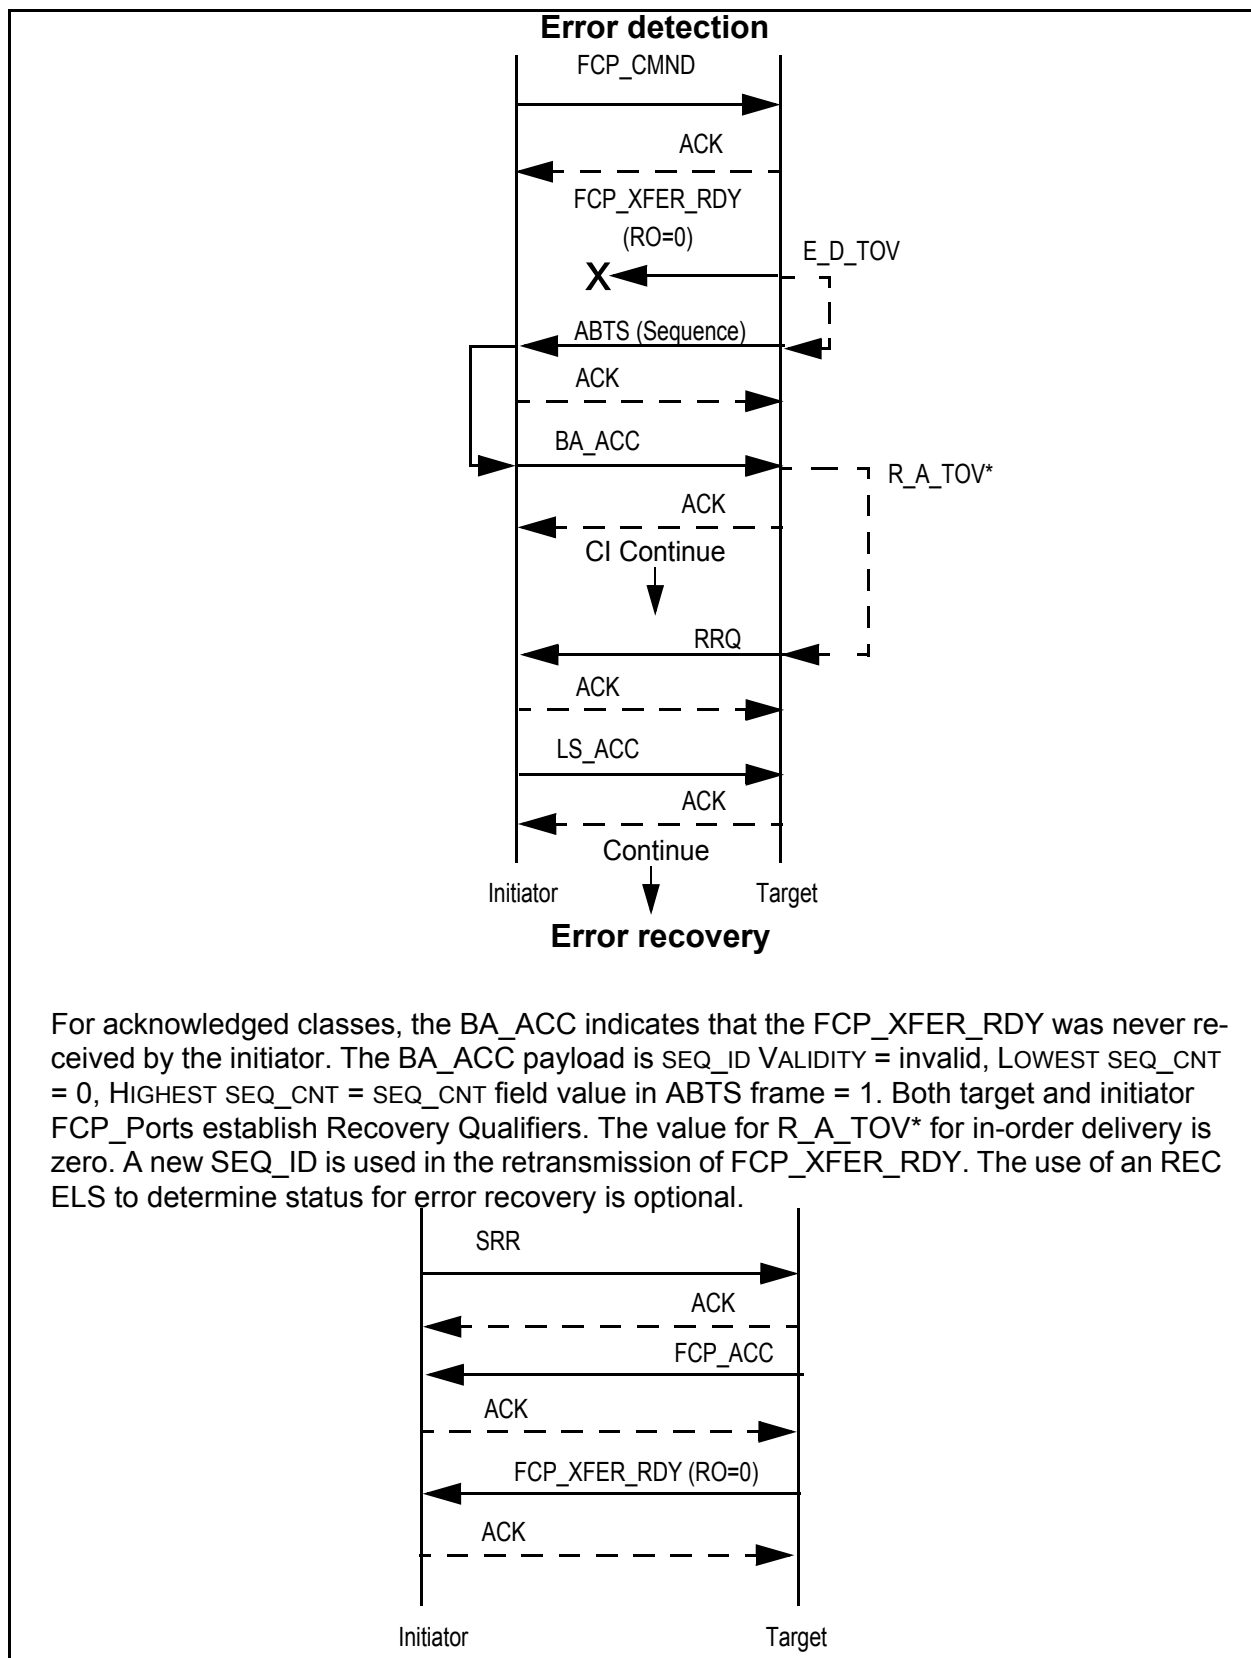 Error detection
FCP_CMND
ACK
FCP_XFER_RDY
(RO=0)
E_D_TOV
X
ABTS (Sequence)
ACK
BA_ACC
R_A_TOV*
ACK
CI Continue
RRQ
ACK
LS_ACC
ACK
Continue
Initiator
Target
Error recovery
For acknowledged classes, the BA_ACC indicates that the FCP_XFER_RDY was never re-
ceived by the initiator. The BA_ACC payload is SEQ_ID VALIDITY = invalid, LOWEST SEQ_CNT
= 0, HIGHEST SEQ_CNT = SEQ_CNT field value in ABTS frame = 1. Both target and initiator
FCP_Ports establish Recovery Qualifiers. The value for R_A_TOV* for in-order delivery is
zero. A new SEQ_ID is used in the retransmission of FCP_XFER_RDY. The use of an REC
ELS to determine status for error recovery is optional.
SRR
ACK
FCP_ACC
ACK
FCP_XFER_RDY (RO=0)
ACK
Initiator
Target